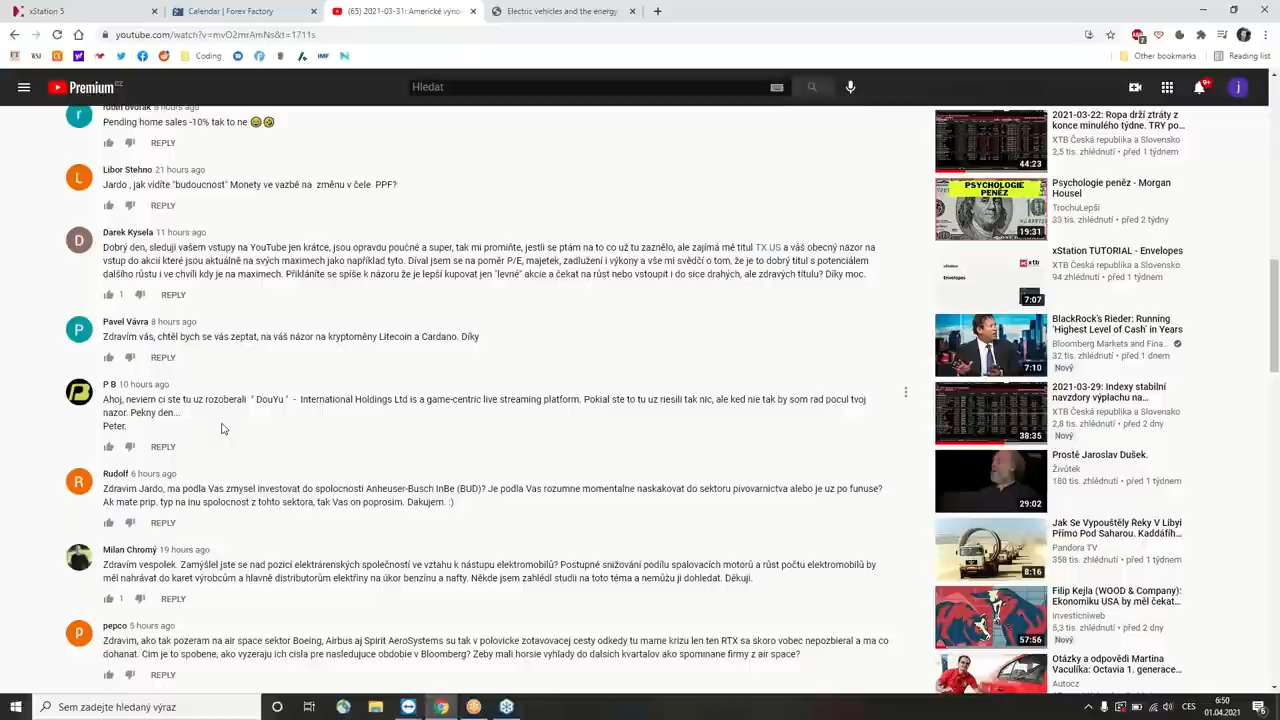 xStation 5
Calendar | Forex Factory
(65) 2021-03-31: Americké výno
Electric vehicles and the energy
youtube.com/watch?v=mvO2mrAmNs&t=1711s
Coding
IMF
Other bookmarks
Reading list
Premium CZ
Hledat
9+
j
robin dvorak 8 hours ago
Pending home sales -10% tak to ne
REPLY
Libor Stehno 21 hours ago
Jardo , jak vidíte "budoucnost" Monety ve vazbě na změnu v čele PPF?
REPLY
Darek Kysela 11 hours ago
Dobrý den, sleduji vašem vstupy na YouTube jen krátce, jsou opravdu poučné a super, tak mi promiňte, jestli se ptám na to co už tu zaznělo, ale zajímá mé titul TX.US a váš obecný názor na
vstup do akcií které jsou aktuálně na svých maximech jako například tyto. Díval jsem se na poměr P/E, majetek, zadlužení i výkony a vše mi svědčí o tom, že je to dobrý titul s potenciálem
dalšího růstu i ve chvíli kdy je na maximech. Přikláníte se spíše k názoru že je lepší kupovat jen "levné" akcie a čekat na růst nebo vstoupit i do sice drahých, ale zdravých titulu? Díky moc.
1 REPLY
Pavel Vávra 8 hours ago
Zdravím vás, chtěl bych se vás zeptat, na váš názor na kryptoměny Litecoin a Cardano. Díky
REPLY
P B 10 hours ago
Ahoj, neviem ci ste tu uz rozoberali " DouYu " - International Holdings Ltd is a game-centric live streaming platform. Pokial ste to tu uz riesili tak nic, ale ked nie tak by som rad pocul tvoj
nazor. Pekny den...
Peter.
REPLY
Rudolf 6 hours ago
Zdravim Jardo, ma podla Vas zmysel investovat do spolocnosti Anheuser-Busch InBe (BUD)? Je podla Vas rozumne momentalne naskakovat do sektoru pivovarnictva alebo je uz po funuse?
Ak mate prip. typ na inu spolocnost z tohto sektora, tak Vas on poprosim. Dakujem. :)
REPLY
Milan Chromý 19 hours ago
Zdravím vespolek. Zamýšlel jste se nad pozicí elektrárenských společností ve vztahu k nástupu elektromobilů? Postupné snižování podílu spalovacích motorů a růst počtu elektromobilů by
měl nahrávat do karet výrobcům a hlavně distributorům elektřiny na úkor benzínu a nafty. Někde jsem zahlédl studii na toto téma a nemůžu ji dohledat. Děkuji.
1 REPLY
pepco 5 hours ago
Zdravim, ako tak pozeram na air space sektor Boeing, Airbus aj Spirit AeroSystems su tak v polovicke zotavovacej cesty odkedy tu mame krizu len ten RTX sa skoro vobec nepozbieral a ma co
dohanat. Cim je to spobene, ako vyzeraju ich cisla pre nasledujuce obdobie v Bloomberg? Zeby mali horsie vyhlady do dalsich kvartalov ako spominane firmy z air space?
REPLY
44:23
2021-03-22: Ropa drží ztráty z
konce minulého týdne. TRY po...
XTB Česká republika a Slovensko
2,5 tis. zhlédnutí • před 1 týdnem
PSYCHOLOGIE
PENĚZ
19:31
Psychologie peněz - Morgan
Housel
TrochuLepší
33 tis. zhlédnutí • před 2 týdny
Envelopes
xtb
7:07
xStation TUTORIAL - Envelopes
XTB Česká republika a Slovensko
94 zhlédnutí • před 1 týdnem
7:10
BlackRock's Rieder: Running
'Highest Level of Cash' in Years
Bloomberg Markets and Fina...
32 tis. zhlédnutí • před 1 dnem
Nový
38:35
2021-03-29: Indexy stabilní
navzdory výplachu na...
XTB Česká republika a Slovensko
2,8 tis. zhlédnutí • před 2 dny
Nový
29:02
Prostě Jaroslav Dušek.
Živůtek
180 tis. zhlédnutí • před 1 týdnem
8:16
Jak Se Vypouštěly Řeky V Libyi
Přímo Pod Saharou. Kaddáfíh...
Pandora TV
358 tis. zhlédnutí • před 1 týdnem
57:56
Filip Kejla (WOOD & Company):
Ekonomiku USA by měl čekat...
investicniweb
5,3 tis. zhlédnutí • před 2 dny
Nový
Otázky a odpovědi Martina
Vaculíka: Octavia 1. generace...
Autocz
Sem zadejte hledaný výraz
CES
6:50
01.04.2021